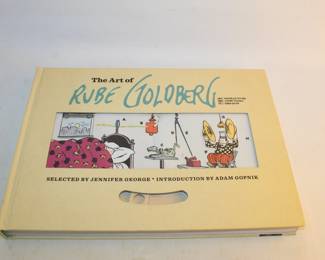 The Art of
RUBE GOLDBERG
SELECTED BY JENNIFER GEORGE • INTRODUCTION BY ADAM GOPNIK